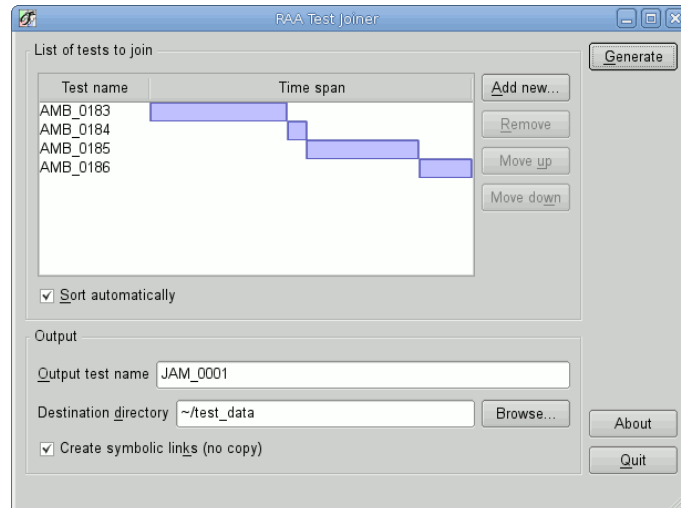 RAA Test Joiner
List of tests to join
Generate
Test name Time span
Add new...
AMB_0183
AMB_0184
Remove
AMB_0185
AMB_0186
Move up
Move down
Sort automatically
Output
Output test name JAM_0001
Destination directory ~/test_data Browse...
About
Create symbolic links (no copy)
Quit